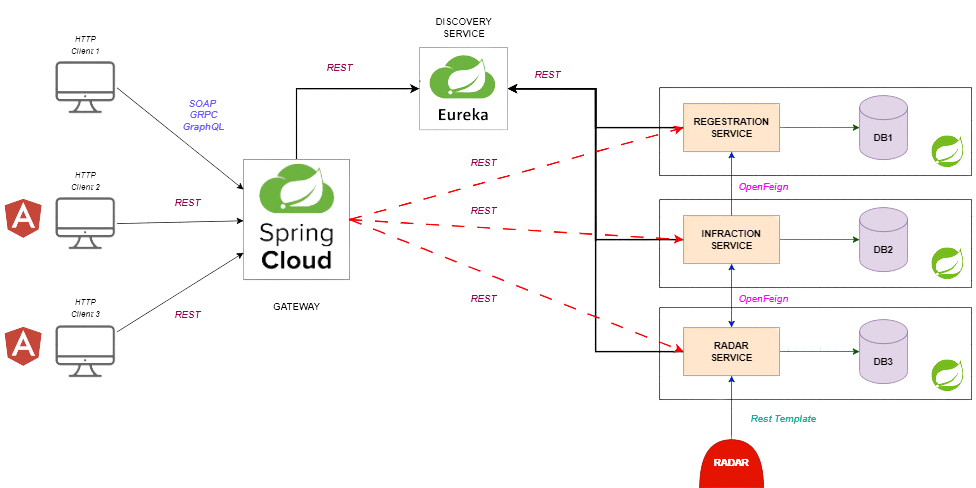 HTTP
Client 1
SOAP
GRPC
GraphQL
HTTP
Client 2
REST
HTTP
Client 3
REST
A
A
Spring
Cloud
GATEWAY
REST
DISCOVERY
SERVICE
Eureka
REST
REST
REST
REST
REGESTRATION
SERVICE
DB1
OpenFeign
INFRACTION
SERVICE
DB2
OpenFeign
RADAR
SERVICE
DB3
Rest Template
RADAR